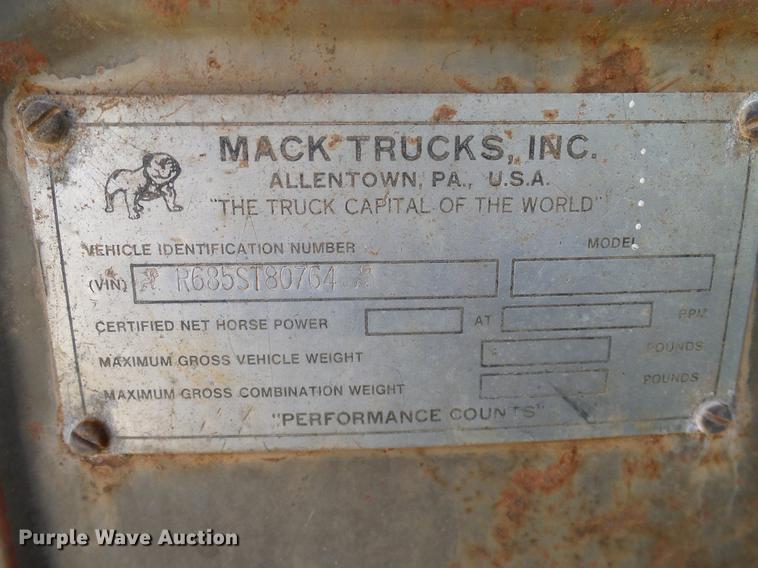 MACK TRUCKS, INC.
ALLENTOWN, PA., U.S.A.
"THE TRUCK CAPITAL OF THE WORLD"
VEHICLE IDENTIFICATION NUMBER MODEL
(VIN) R685ST80764
CERTIFIED NET HORSE POWER AT RPM
MAXIMUM GROSS VEHICLE WEIGHT POUNDS
MAXIMUM GROSS COMBINATION WEIGHT POUNDS
"PERFORMANCE COUNTS"
Purple Wave Auction